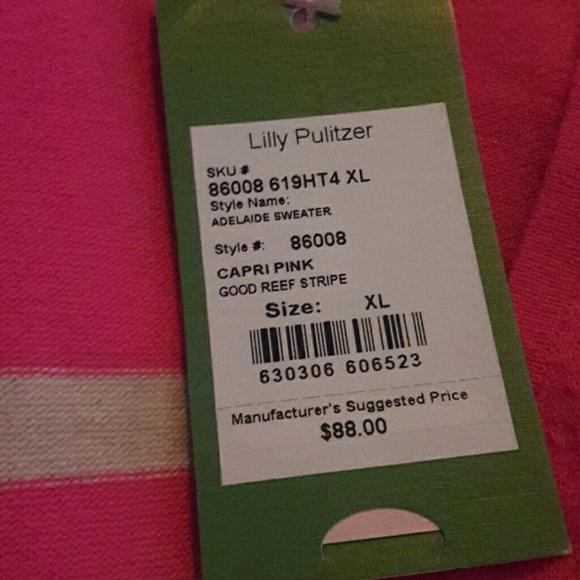 Lilly Pulitzer
SKU #
86008 619HT4 XL
Style Name:
ADELAIDE SWEATER
Style #: 86008
CAPRI PINK
GOOD REEF STRIPE
Size: XL
630306 606523
Manufacturer's Suggested Price
$88.00